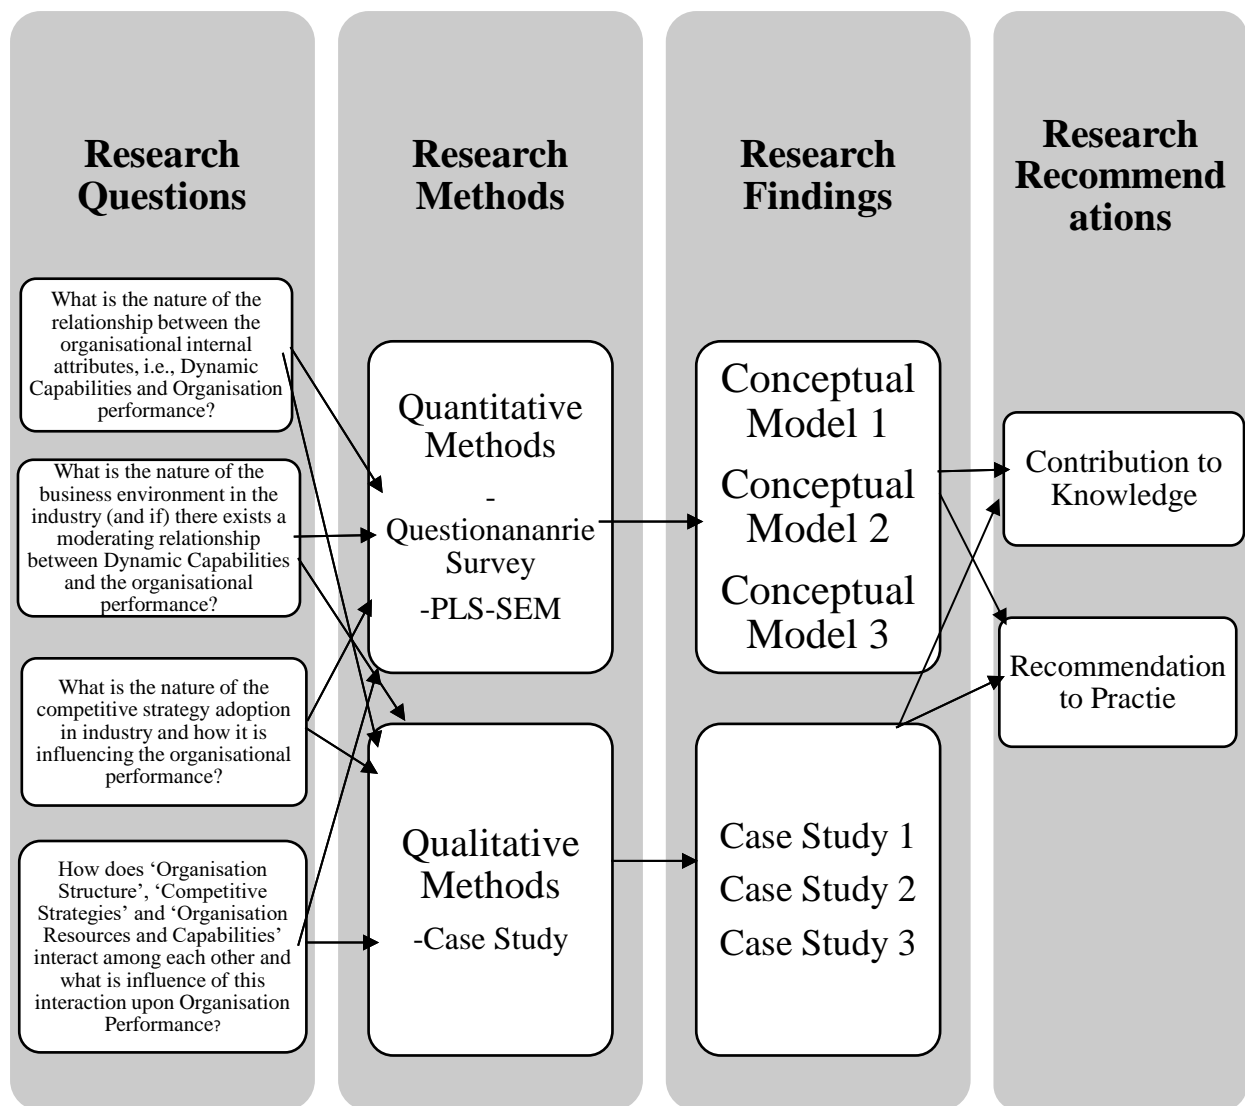 Research
Questions
What is the nature of the
relationship between the
organisational internal
attributes, i.e., Dynamic
Capabilities and Organisation
performance?
What is the nature of the
business environment in the
industry (and if) there exists a
moderating relationship
between Dynamic Capabilities
and the organisational
performance?
What is the nature of the
competitive strategy adoption
in industry and how it is
influencing the organisational
performance?
How does ‘Organisation
Structure’, ‘Competitive
Strategies’ and ‘Organisation
Resources and Capabilities’
interact among each other and
what is influence of this
interaction upon Organisation
Performance?
Research
Methods
Quantitative
Methods
-
Questionananrie
Survey
-PLS-SEM
Qualitative
Methods
-Case Study
Research
Findings
Conceptual
Model 1
Conceptual
Model 2
Conceptual
Model 3
Case Study 1
Case Study 2
Case Study 3
Research
Recommend
ations
Contribution to
Knowledge
Recommendation
to Practie